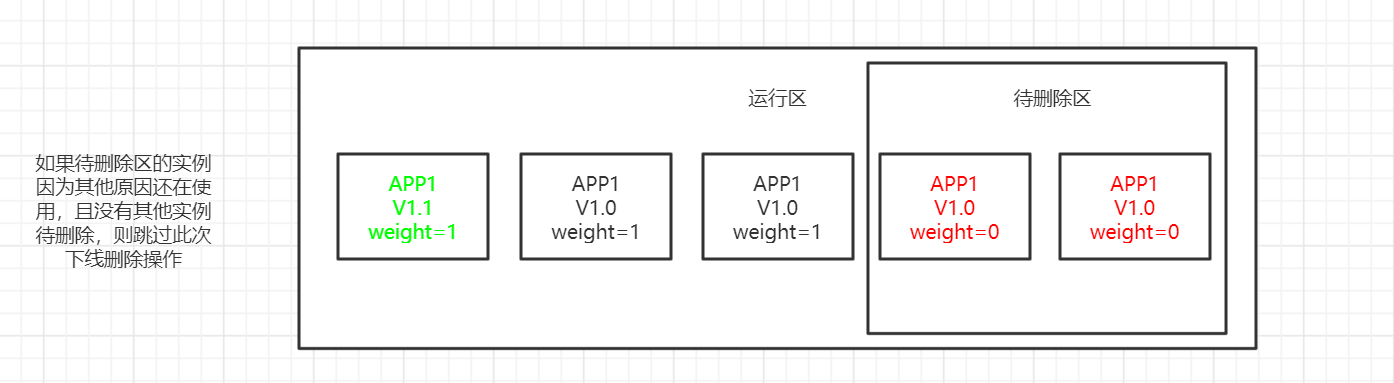 如果待删除区的实例
因为其他原因还在使
用，且没有其他实例
待删除，则跳过此次
下线删除操作
运行区
待删除区
APP1
V1.1
weight=1
APP1
V1.0
weight=1
APP1
V1.0
weight=1
APP1
V1.0
weight=0
APP1
V1.0
weight=0